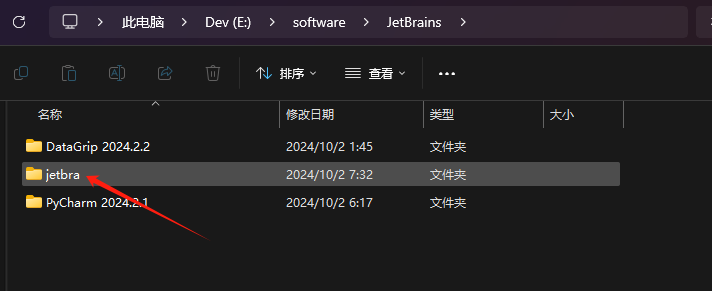 此电脑 > Dev (E:) > software > JetBrains >
排序 查看 •••
名称 修改日期 类型 大小
DataGrip 2024.2.2 2024/10/2 1:45 文件夹
jetbra 2024/10/2 7:32 文件夹
PyCharm 2024.2.1 2024/10/2 6:17 文件夹